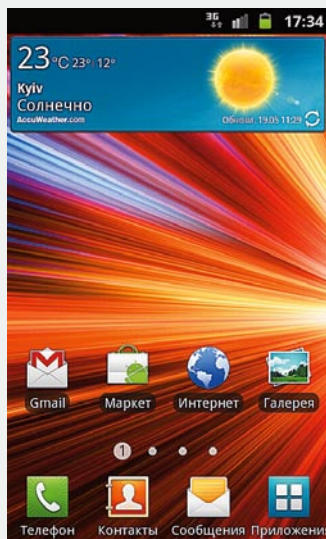 3G 17:34
23°C 23° 12°
Kyiv
Солнечно
AccuWeather.com Обновл. 19.05 11:29
Gmail Маркет Интернет Галерея
1
Телефон Контакты Сообщения Приложения